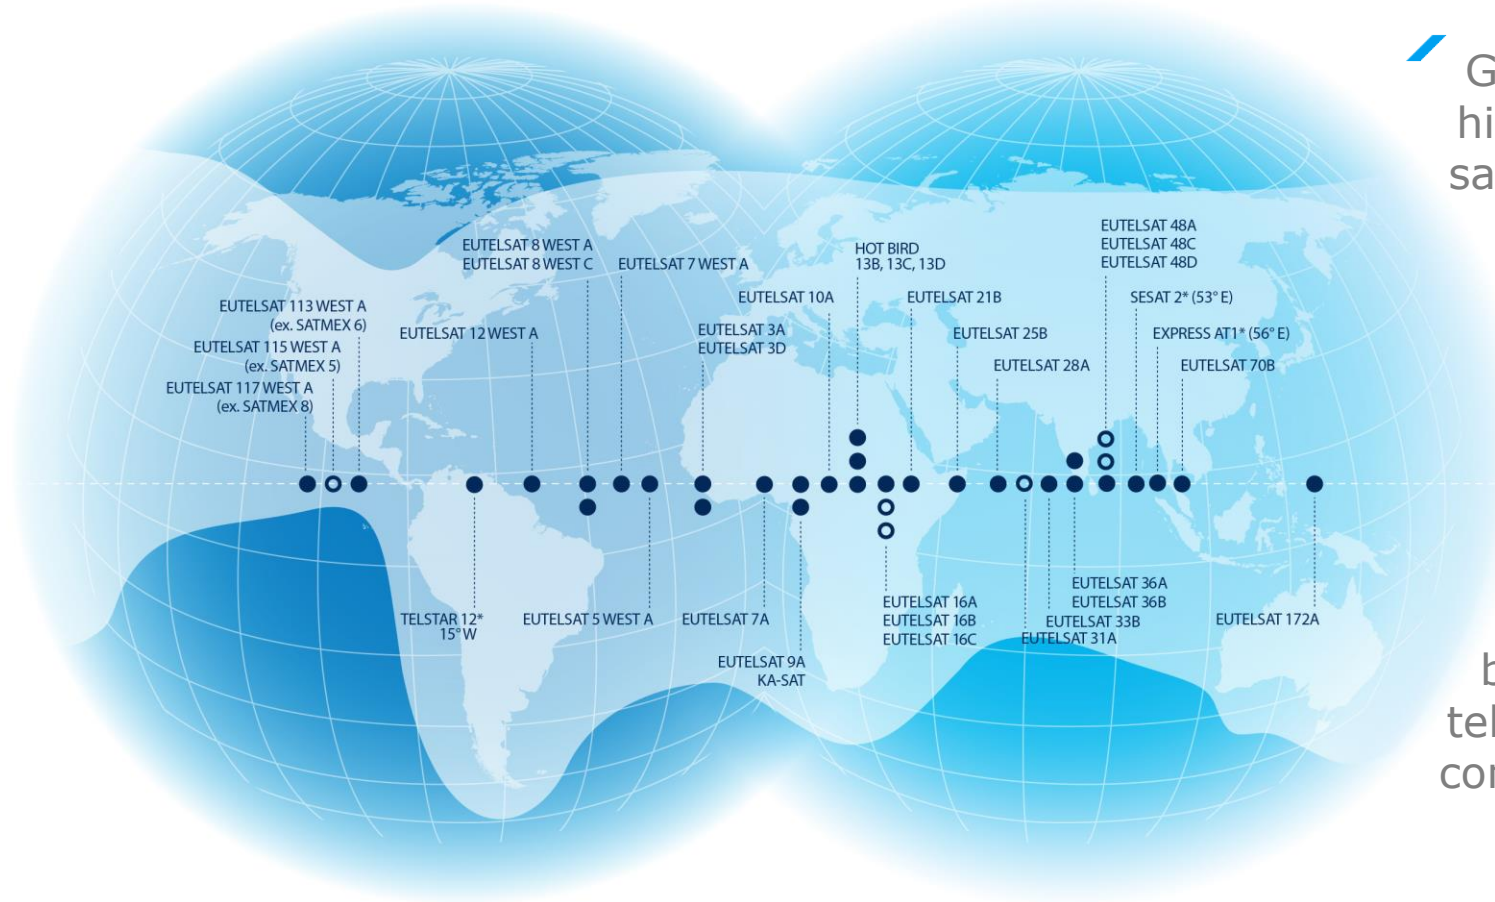 EUTELSAT 113 WEST A
(ex. SATMEX 6)
EUTELSAT 115 WEST A
(ex. SATMEX 5)
EUTELSAT 117 WEST A
(ex. SATMEX 8)
EUTELSAT 12 WEST A
EUTELSAT 8 WEST A
EUTELSAT 8 WEST C
EUTELSAT 7 WEST A
EUTELSAT 3A
EUTELSAT 3D
EUTELSAT 10A
HOT BIRD
13B, 13C, 13D
EUTELSAT 21B
EUTELSAT 25B
EUTELSAT 28A
EUTELSAT 48A
EUTELSAT 48C
EUTELSAT 48D
SESAT 2* (53° E)
EXPRESS AT1* (56° E)
EUTELSAT 70B
TELSTAR 12*
15° W
EUTELSAT 5 WEST A
EUTELSAT 7A
EUTELSAT 9A
KA-SAT
EUTELSAT 16A
EUTELSAT 16B
EUTELSAT 16C
EUTELSAT 36A
EUTELSAT 36B
EUTELSAT 33B
EUTELSAT 31A
EUTELSAT 172A